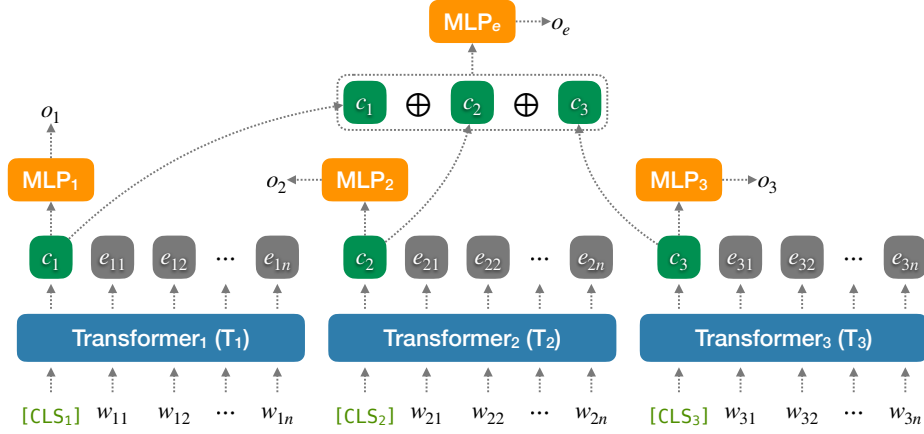 MLPₑ oₑ
c₁ ⊕ c₂ ⊕ c₃
o₁
MLP₁ o₂ MLP₂ MLP₃ o₃
c₁ e₁₁ e₁₂ ... e₁ₙ c₂ e₂₁ e₂₂ ... e₂ₙ c₃ e₃₁ e₃₂ ... e₃ₙ
Transformer₁ (T₁) Transformer₂ (T₂) Transformer₃ (T₃)
[CLS₁] w₁₁ w₁₂ ... w₁ₙ [CLS₂] w₂₁ w₂₂ ... w₂ₙ [CLS₃] w₃₁ w₃₂ ... w₃ₙ